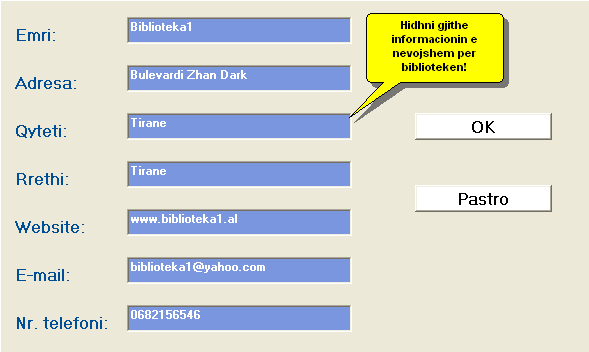 Emri: Biblioteka1
Hidhni gjithe
informacionin e
nevojshem per
biblioteken!
Adresa: Bulevardi Zhan Dark
Qyteti: Tirane
OK
Rrethi: Tirane
Pastro
Website: www.biblioteka1.al
E-mail: biblioteka1@yahoo.com
Nr. telefoni: 0682156546